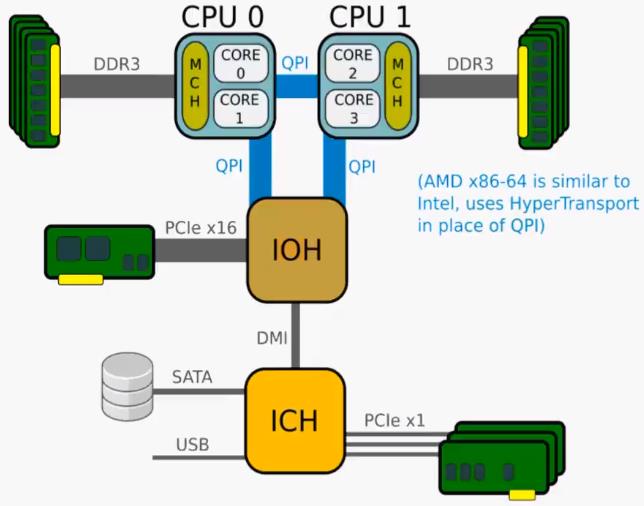 CPU 0
CPU 1
DDR3
MCH
CORE
0
CORE
1
QPI
CORE
2
CORE
3
MCH
DDR3
QPI
QPI
(AMD x86-64 is similar to
Intel, uses HyperTransport
in place of QPI)
PCIe x16
IOH
DMI
SATA
ICH
PCIe x1
USB